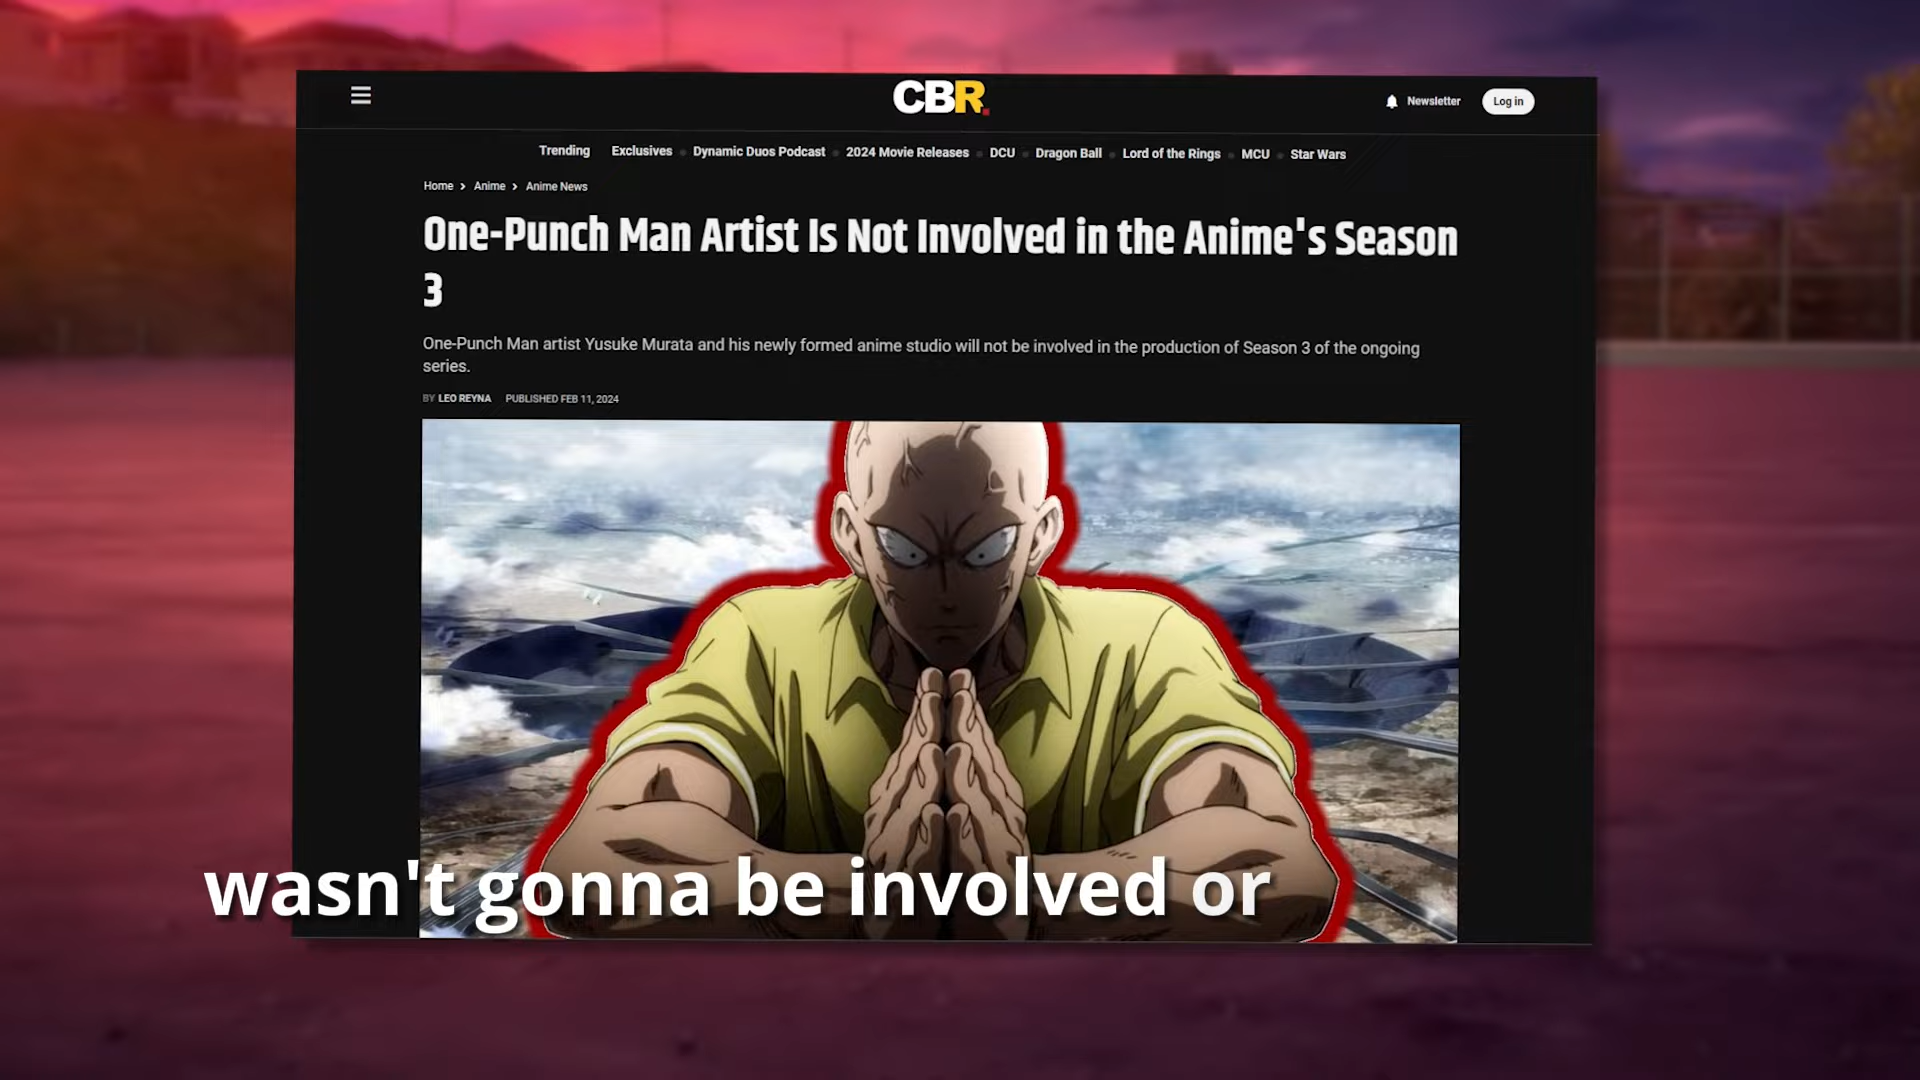 CBR.
Newsletter
Log in
Trending Exclusives Dynamic Duos Podcast 2024 Movie Releases DCU Dragon Ball Lord of the Rings MCU Star Wars
Home > Anime > Anime News
One-Punch Man Artist Is Not Involved in the Anime's Season
3
One-Punch Man artist Yusuke Murata and his newly formed anime studio will not be involved in the production of Season 3 of the ongoing
series.
BY LEO REYNA PUBLISHED FEB 11, 2024
wasn't gonna be involved or